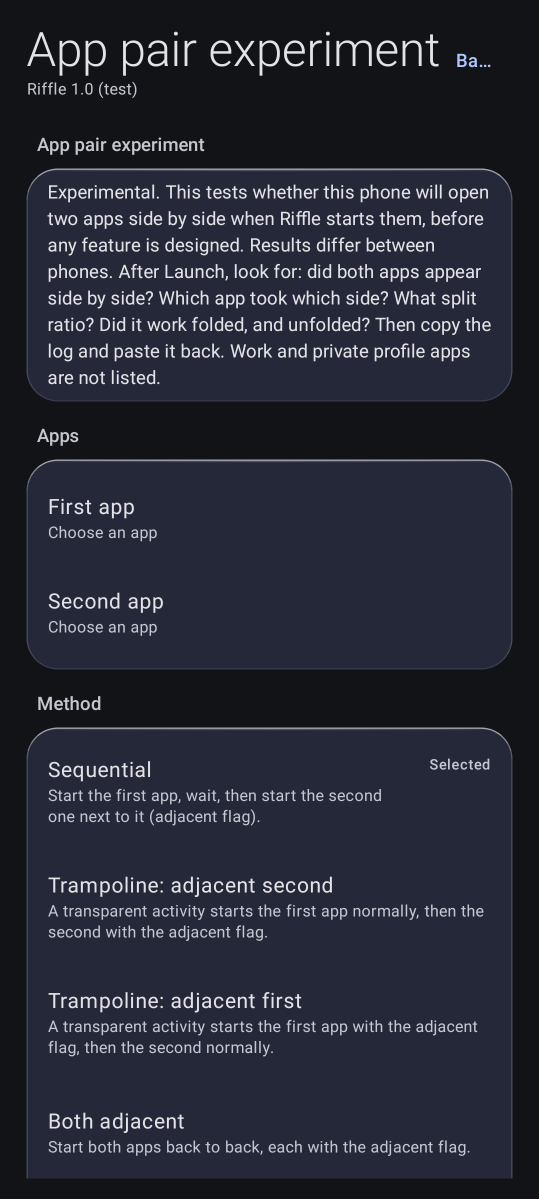 App pair experiment Ba...
Riffle 1.0 (test)
App pair experiment
Experimental. This tests whether this phone will open
two apps side by side when Riffle starts them, before
any feature is designed. Results differ between
phones. After Launch, look for: did both apps appear
side by side? Which app took which side? What split
ratio? Did it work folded, and unfolded? Then copy the
log and paste it back. Work and private profile apps
are not listed.
Apps
First app
Choose an app
Second app
Choose an app
Method
Sequential Selected
Start the first app, wait, then start the second
one next to it (adjacent flag).
Trampoline: adjacent second
A transparent activity starts the first app normally, then the
second with the adjacent flag.
Trampoline: adjacent first
A transparent activity starts the first app with the adjacent
flag, then the second normally.
Both adjacent
Start both apps back to back, each with the adjacent flag.